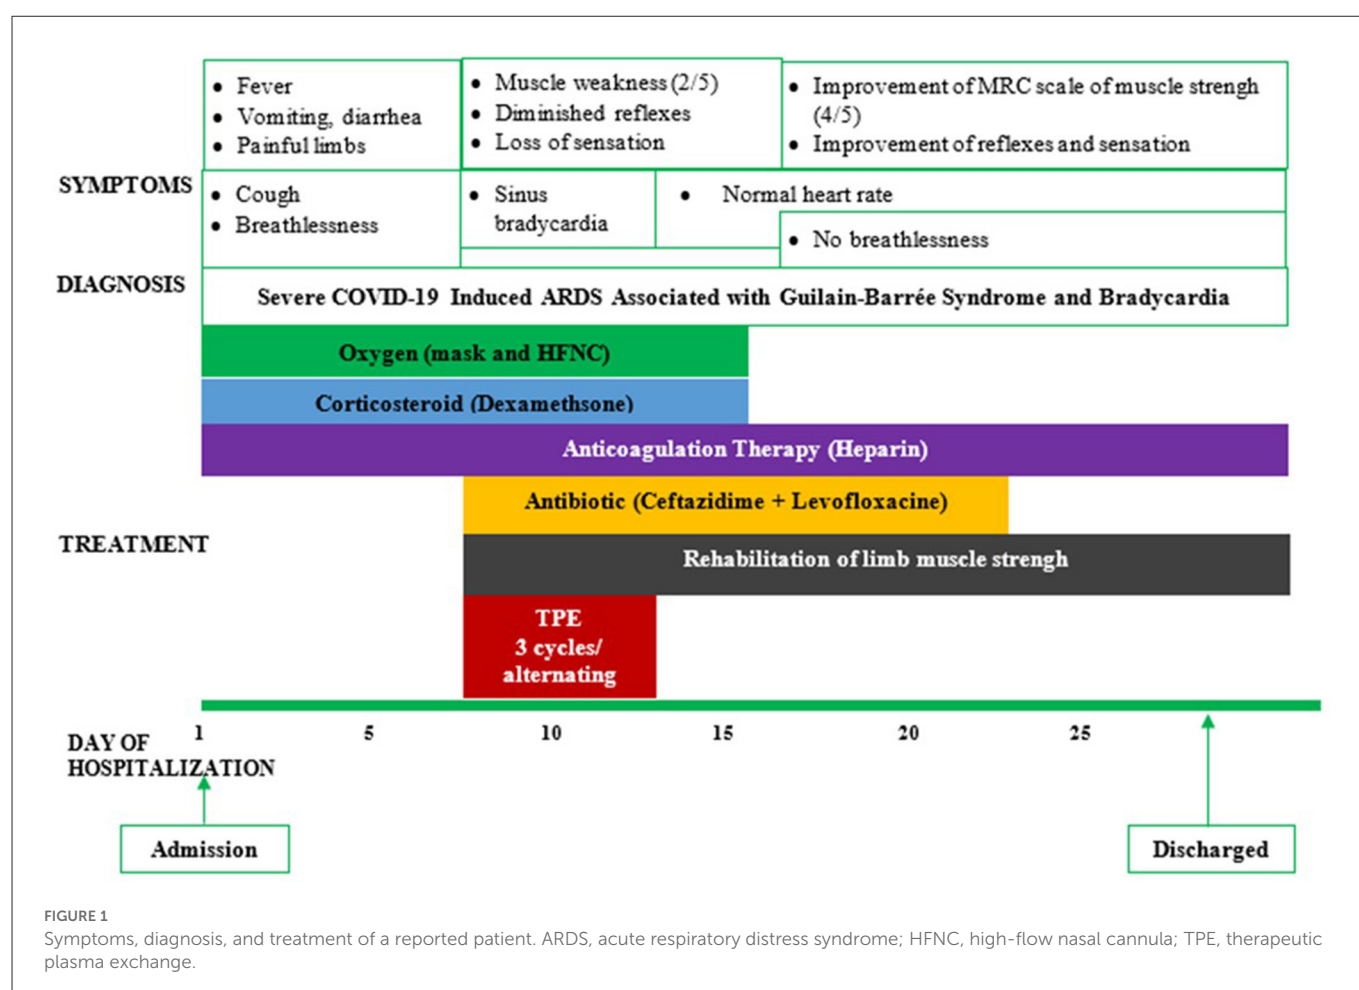 • Fever
• Vomiting, diarrhea
• Painful limbs
• Muscle weakness (2/5)
• Diminished reflexes
• Loss of sensation
• Improvement of MRC scale of muscle strengh
(4/5)
• Improvement of reflexes and sensation
SYMPTOMS
• Cough
• Breathlessness
• Sinus
bradycardia
• Normal heart rate
• No breathlessness
DIAGNOSIS
Severe COVID-19 Induced ARDS Associated with Guilain-Barrée Syndrome and Bradycardia
Oxygen (mask and HFNC)
Corticosteroid (Dexamethsone)
Anticoagulation Therapy (Heparin)
Antibiotic (Ceftazidime + Levofloxacine)
TREATMENT
Rehabilitation of limb muscle strengh
TPE
3 cycles/
alternating
1 5 10 15 20 25
DAY OF
HOSPITALIZATION
Admission
Discharged
FIGURE 1
Symptoms, diagnosis, and treatment of a reported patient. ARDS, acute respiratory distress syndrome; HFNC, high-flow nasal cannula; TPE, therapeutic
plasma exchange.